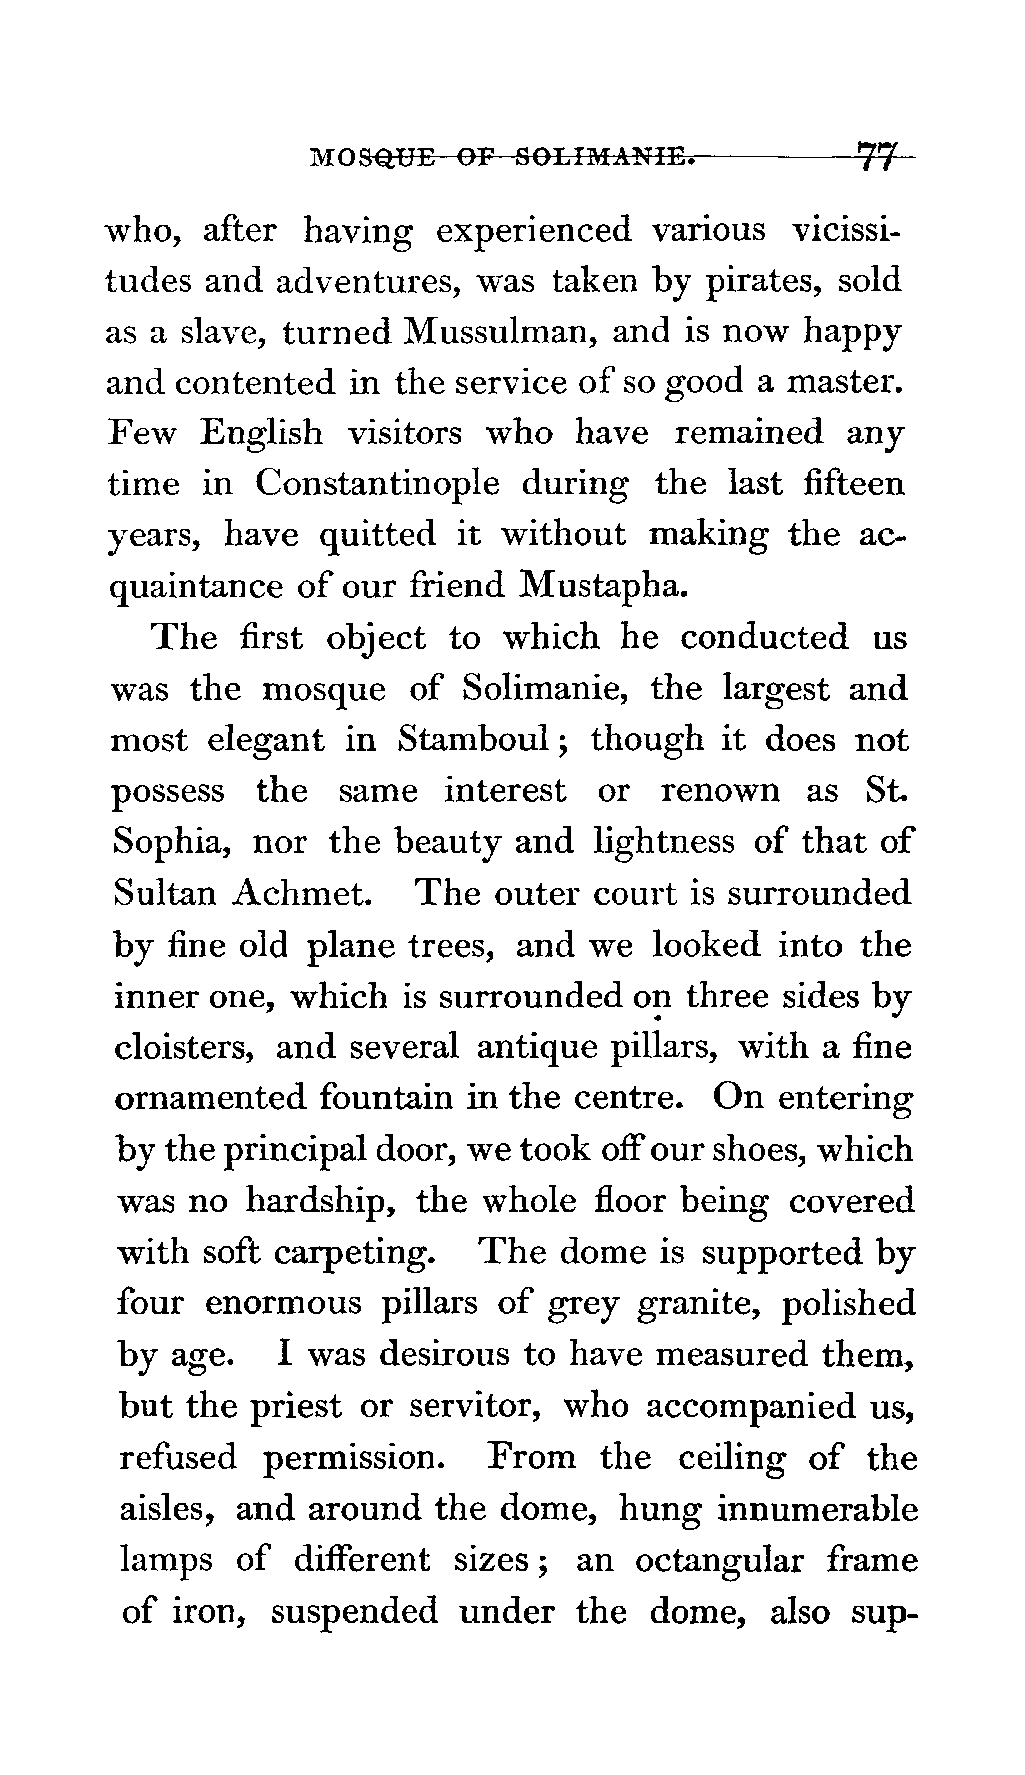 MOSQUE OF SOLIMANIE. 77
who, after having experienced various vicissi-
tudes and adventures, was taken by pirates, sold
as a slave, turned Mussulman, and is now happy
and contented in the service of so good a master.
Few English visitors who have remained any
time in Constantinople during the last fifteen
years, have quitted it without making the ac-
quaintance of our friend Mustapha.
The first object to which he conducted us
was the mosque of Solimanie, the largest and
most elegant in Stamboul; though it does not
possess the same interest or renown as St.
Sophia, nor the beauty and lightness of that of
Sultan Achmet. The outer court is surrounded
by fine old plane trees, and we looked into the
inner one, which is surrounded on three sides by
cloisters, and several antique pillars, with a fine
ornamented fountain in the centre. On entering
by the principal door, we took off our shoes, which
was no hardship, the whole floor being covered
with soft carpeting. The dome is supported by
four enormous pillars of grey granite, polished
by age. I was desirous to have measured them,
but the priest or servitor, who accompanied us,
refused permission. From the ceiling of the
aisles, and around the dome, hung innumerable
lamps of different sizes; an octangular frame
of iron, suspended under the dome, also sup-